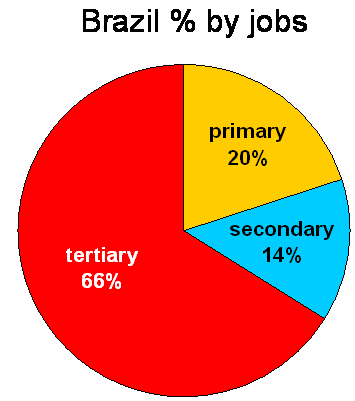 Brazil % by jobs
primary
20%
secondary
14%
tertiary
66%